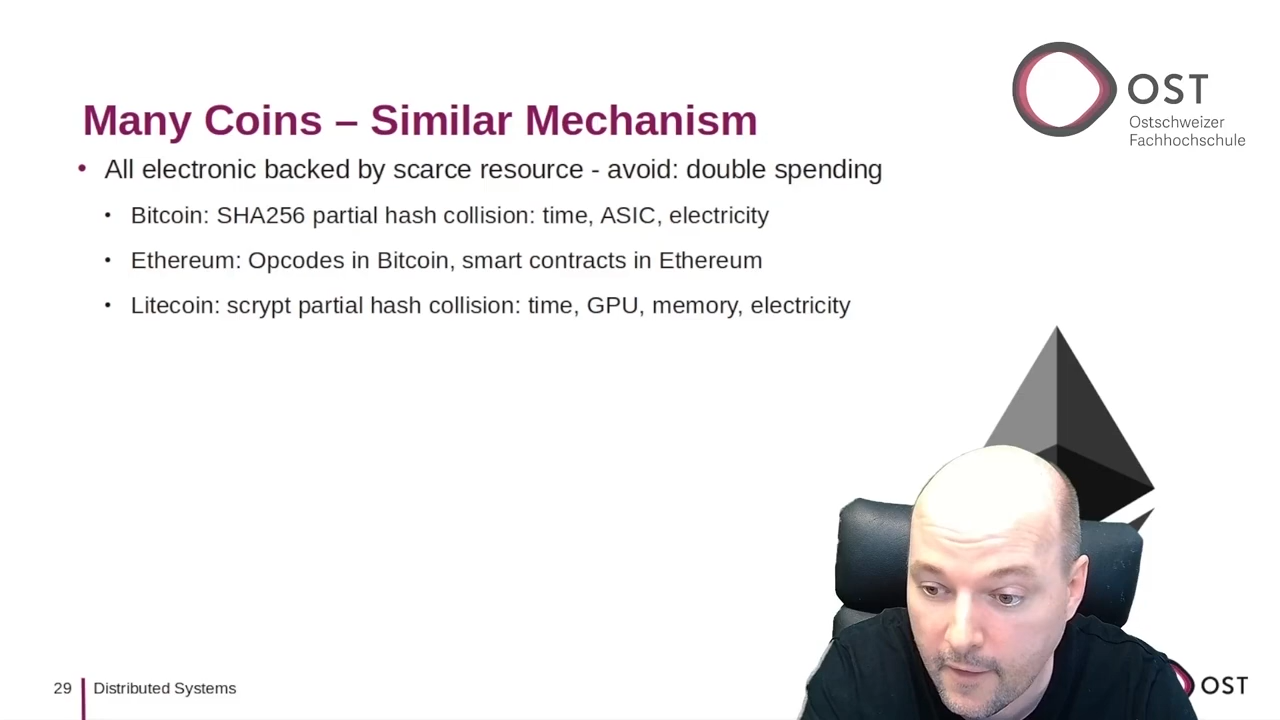 OST
Ostschweizer
Fachhochschule
Many Coins – Similar Mechanism
• All electronic backed by scarce resource - avoid: double spending
• Bitcoin: SHA256 partial hash collision: time, ASIC, electricity
• Ethereum: Opcodes in Bitcoin, smart contracts in Ethereum
• Litecoin: scrypt partial hash collision: time, GPU, memory, electricity
29 Distributed Systems
OST